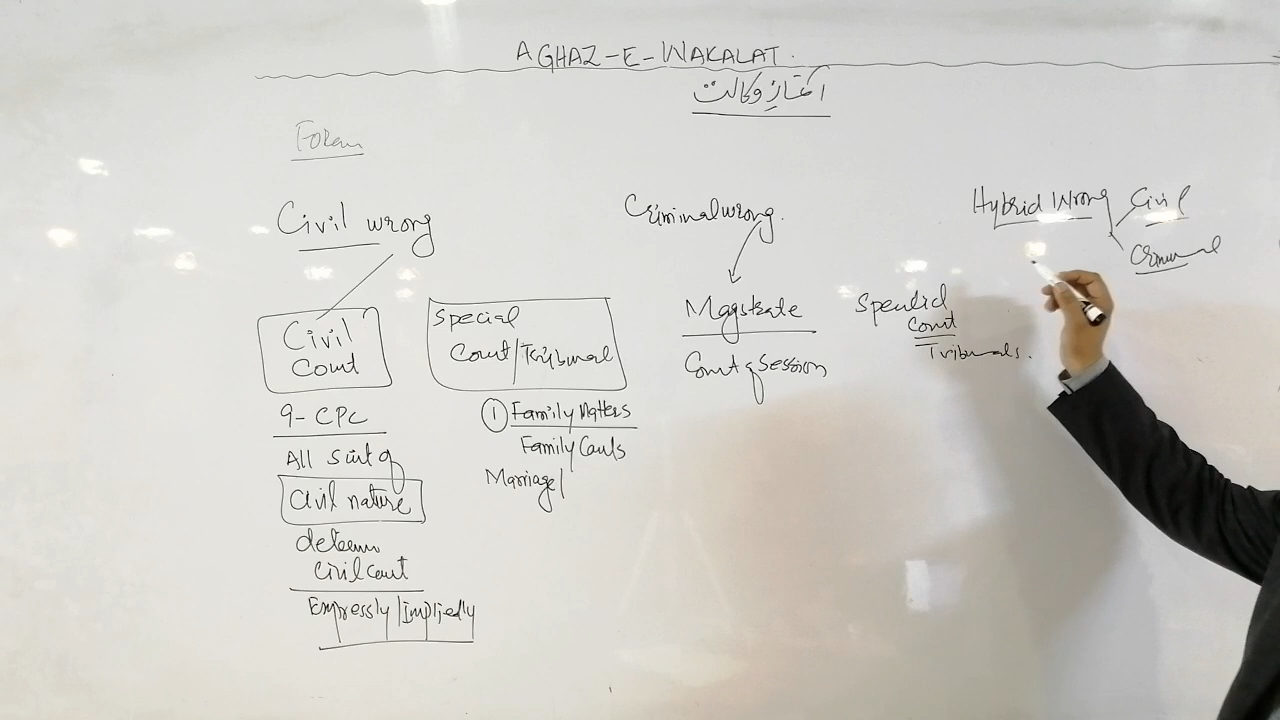 AGHAZ-E-WAKALAT.
آغازِ وکالت
Civil wrong
Civil
Court
9- CPC
All suit of
Civil nature
Civil court
Expressly / Impliedly
Special
Court/Tribunal
① Family Matters
Family Courts
Marriage/
Criminal wrong.
Magistrate
Court of Session
Special
Court
Tribunals.
Hybrid Wrong
Civil
Criminal